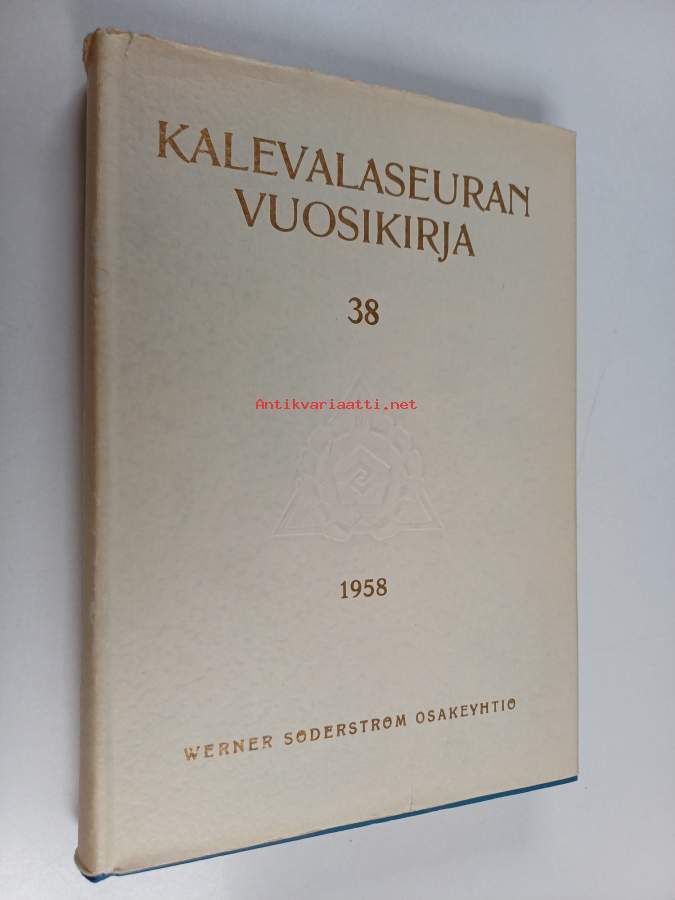 KALEVALASEURAN
VUOSIKIRJA
38
Antikvariaatti.net
1958
WERNER SÖDERSTRÖM OSAKEYHTIÖ